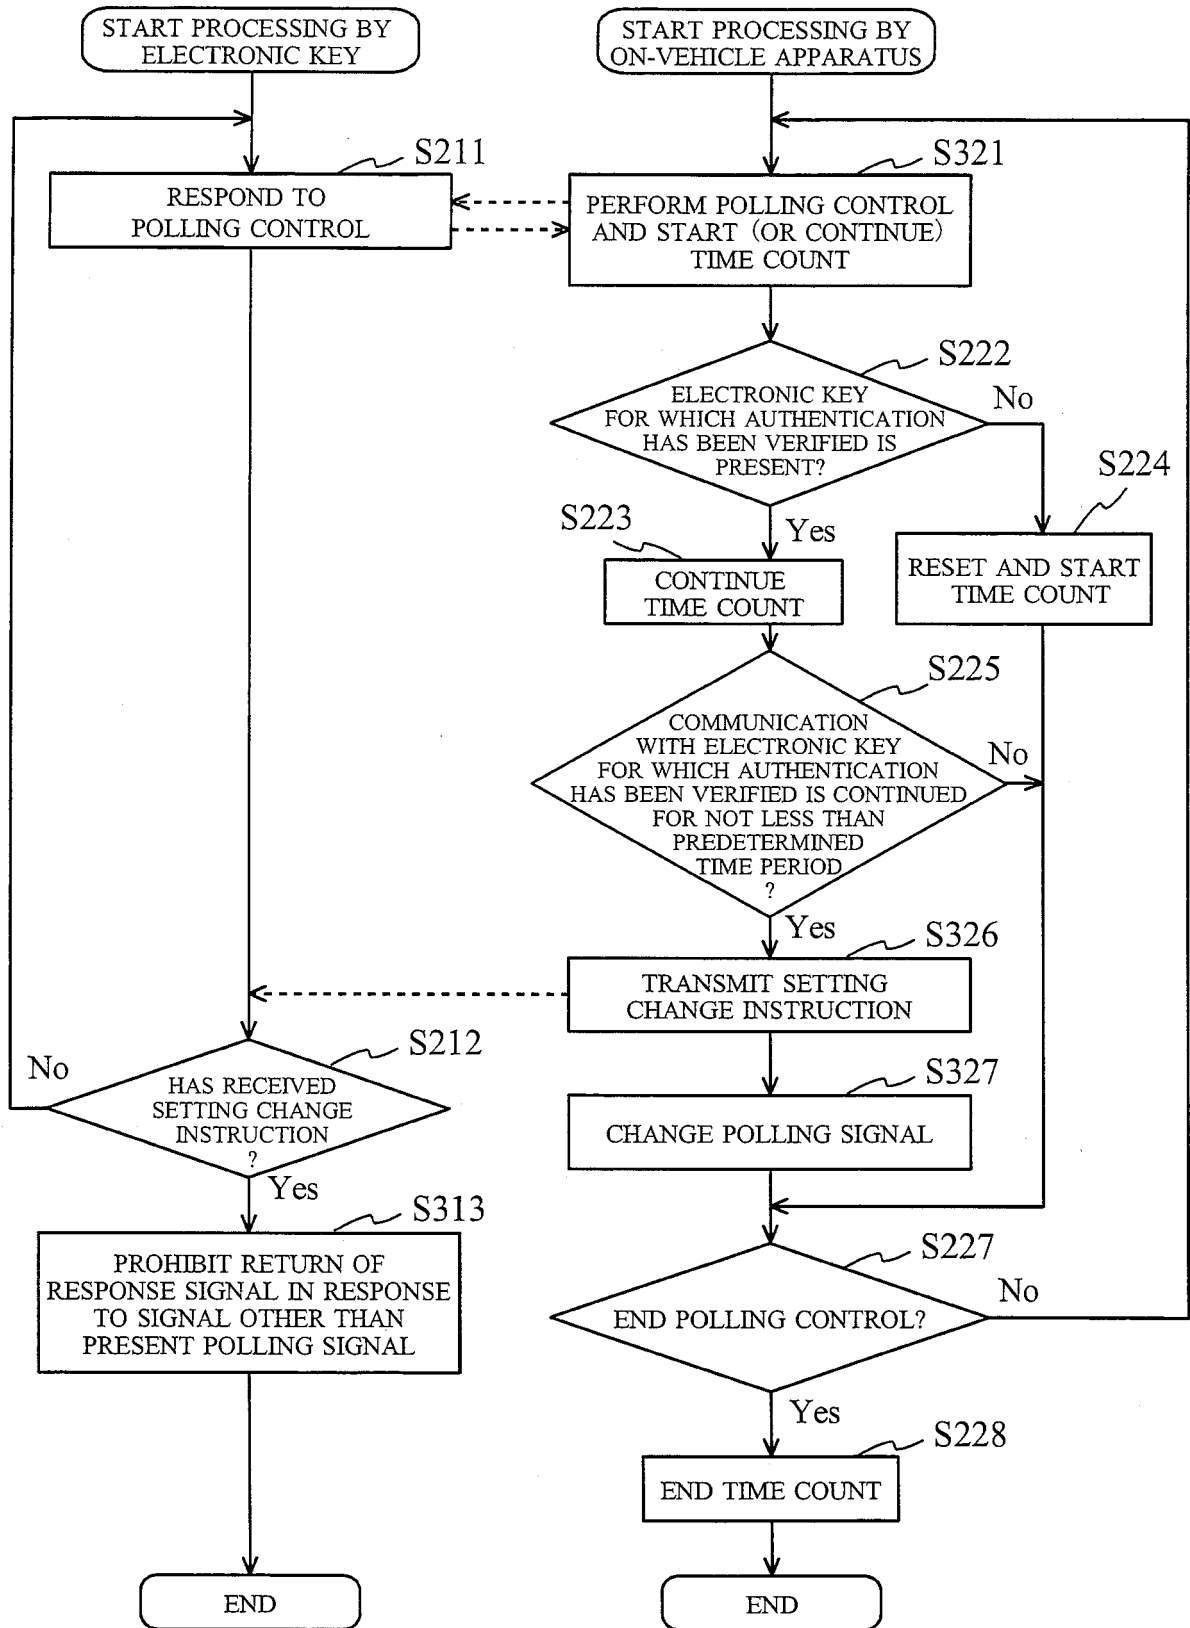 START PROCESSING BY
ELECTRONIC KEY
START PROCESSING BY
ON-VEHICLE APPARATUS
S211
RESPOND TO
POLLING CONTROL
S321
PERFORM POLLING CONTROL
AND START (OR CONTINUE)
TIME COUNT
S222
ELECTRONIC KEY
FOR WHICH AUTHENTICATION
HAS BEEN VERIFIED IS
PRESENT?
No
Yes
S223
CONTINUE
TIME COUNT
S224
RESET AND START
TIME COUNT
S225
COMMUNICATION
WITH ELECTRONIC KEY
FOR WHICH AUTHENTICATION
HAS BEEN VERIFIED IS CONTINUED
FOR NOT LESS THAN
PREDETERMINED
TIME PERIOD
?
No
Yes
S326
TRANSMIT SETTING
CHANGE INSTRUCTION
S212
No
HAS RECEIVED
SETTING CHANGE
INSTRUCTION
?
Yes
S327
CHANGE POLLING SIGNAL
S313
PROHIBIT RETURN OF
RESPONSE SIGNAL IN RESPONSE
TO SIGNAL OTHER THAN
PRESENT POLLING SIGNAL
S227
No
END POLLING CONTROL?
Yes
S228
END TIME COUNT
END
END